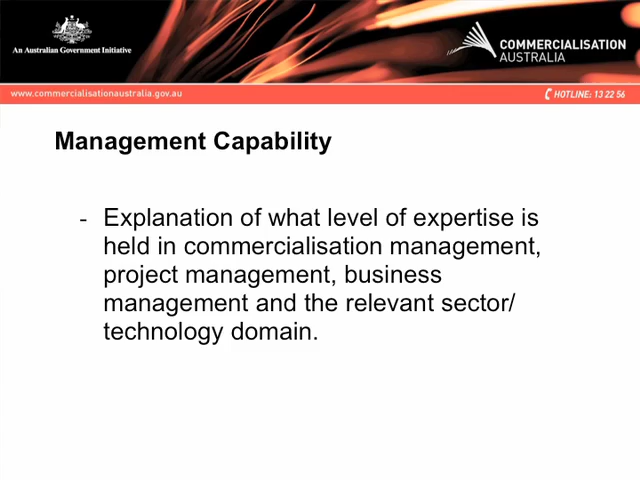 An Australian Government Initiative
COMMERCIALISATION
AUSTRALIA
www.commercialisationaustralia.gov.au
HOTLINE: 13 22 56
Management Capability
- Explanation of what level of expertise is
held in commercialisation management,
project management, business
management and the relevant sector/
technology domain.